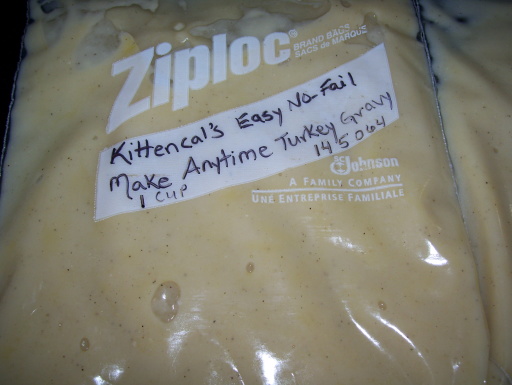 Ziploc®
BRAND BAGS
SACS de MARQUE
Kittencal's Easy No-Fail
Make Anytime Turkey Gravy
1 CUP 145064
SC Johnson
A FAMILY COMPANY
UNE ENTREPRISE FAMILIALE